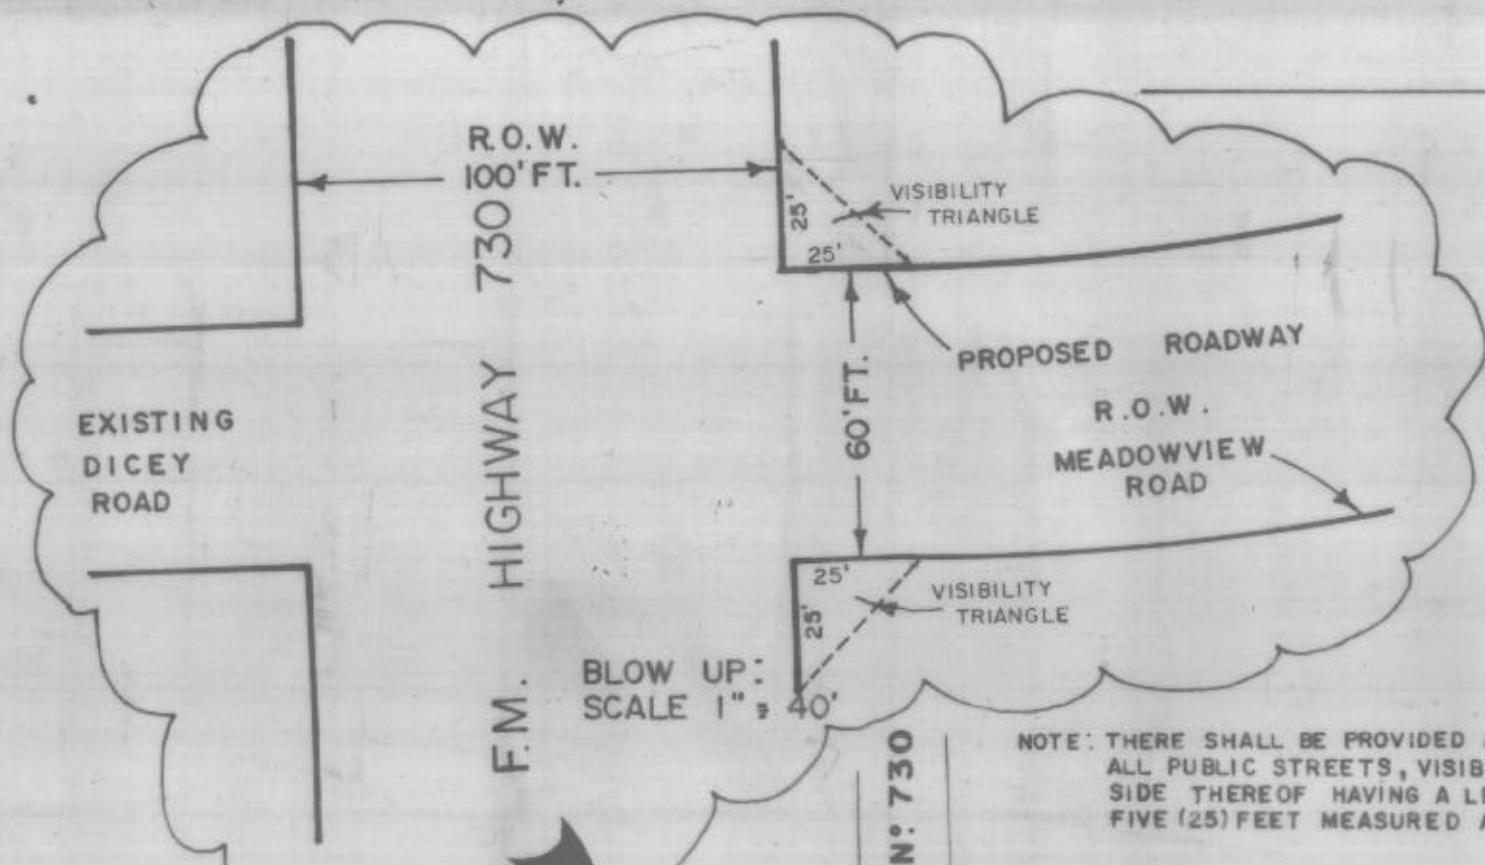 R.O.W.
100' FT.
F.M. HIGHWAY 730
25'
25'
VISIBILITY
TRIANGLE
60' FT.
PROPOSED ROADWAY
R.O.W.
MEADOWVIEW
ROAD
EXISTING
DICEY
ROAD
25'
25'
VISIBILITY
TRIANGLE
BLOW UP:
SCALE 1" = 40'
Nº: 730
NOTE: THERE SHALL BE PROVIDED
ALL PUBLIC STREETS, VISIB
SIDE THEREOF HAVING A
FIVE (25) FEET MEASURED